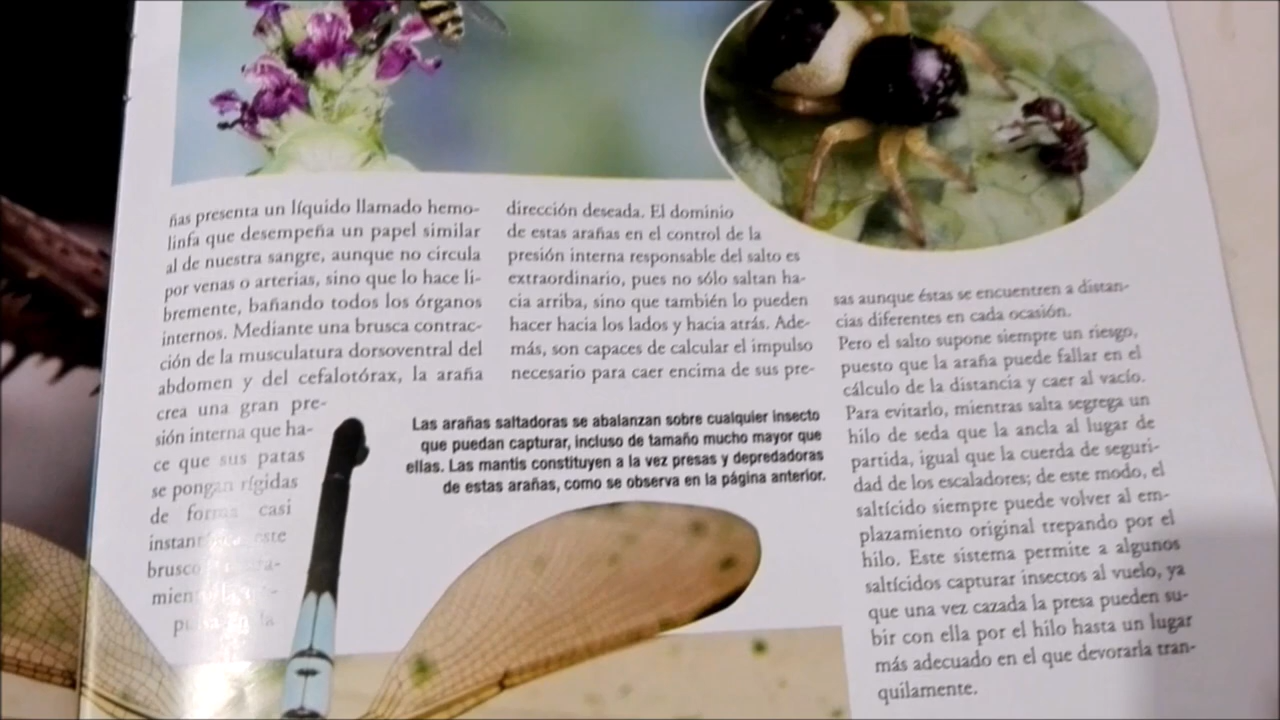 ñas presenta un líquido llamado hemo-
linfa que desempeña un papel similar
al de nuestra sangre, aunque no circula
por venas o arterias, sino que lo hace li-
bremente, bañando todos los órganos
internos. Mediante una brusca contrac-
ción de la musculatura dorsoventral del
abdomen y del cefalotórax, la araña
crea una gran pre-
sión interna que ha-
ce que sus patas
se pongan rígidas
de forma casi
este
brusco
dirección deseada. El dominio
de estas arañas en el control de la
presión interna responsable del salto es
extraordinario, pues no sólo saltan ha-
cia arriba, sino que también lo pueden
hacer hacia los lados y hacia atrás. Ade-
más, son capaces de calcular el impulso
necesario para caer encima de sus pre-
Las arañas saltadoras se abalanzan sobre cualquier insecto
que puedan capturar, incluso de tamaño mucho mayor que
ellas. Las mantis constituyen a la vez presas y depredadoras
de estas arañas, como se observa en la página anterior.
sas aunque éstas se encuentren a distan-
cias diferentes en cada ocasión.
Pero el salto supone siempre un riesgo,
puesto que la araña puede fallar en el
cálculo de la distancia y caer al vacío.
Para evitarlo, mientras salta segrega un
hilo de seda que la ancla al lugar de
partida, igual que la cuerda de seguri-
dad de los escaladores; de este modo, el
saltícido siempre puede volver al em-
plazamiento original trepando por el
hilo. Este sistema permite a algunos
saltícidos capturar insectos al vuelo, ya
que una vez cazada la presa pueden su-
bir con ella por el hilo hasta un lugar
más adecuado en el que devorarla tran-
quilamente.